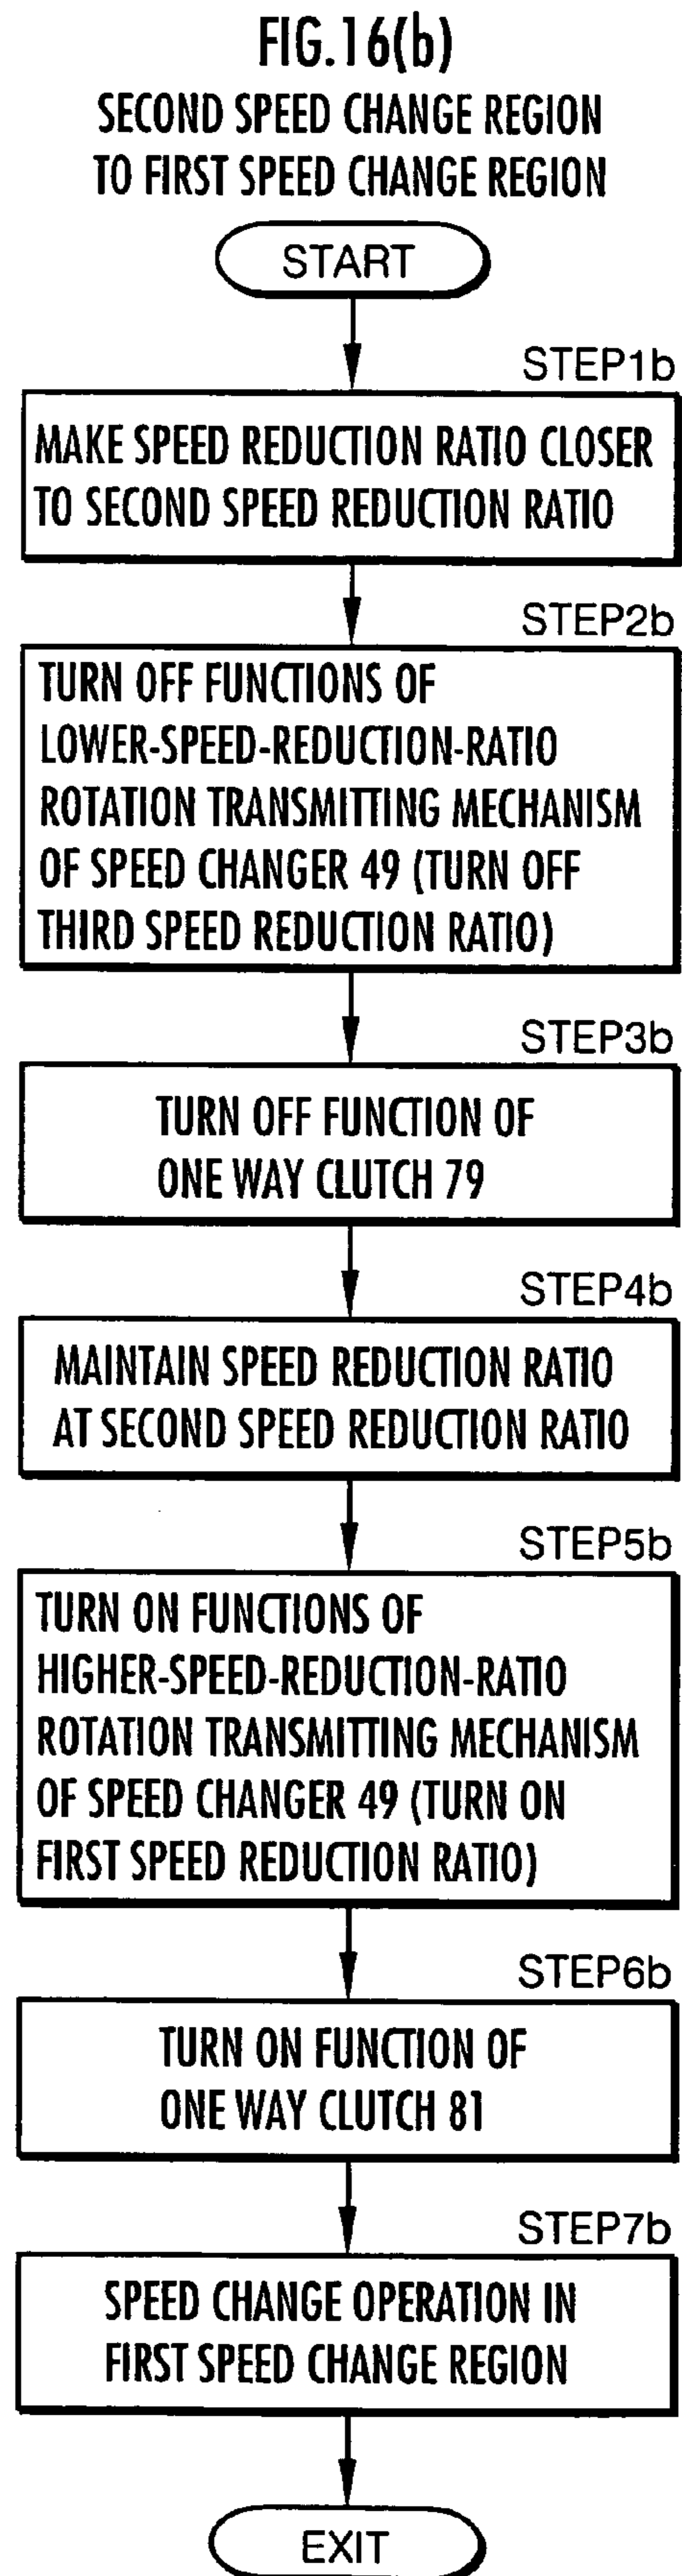 FIG.16(b)
SECOND SPEED CHANGE REGION
TO FIRST SPEED CHANGE REGION
START
STEP1b
MAKE SPEED REDUCTION RATIO CLOSER
TO SECOND SPEED REDUCTION RATIO
STEP2b
TURN OFF FUNCTIONS OF
LOWER-SPEED-REDUCTION-RATIO
ROTATION TRANSMITTING MECHANISM
OF SPEED CHANGER 49 (TURN OFF
THIRD SPEED REDUCTION RATIO)
STEP3b
TURN OFF FUNCTION OF
ONE WAY CLUTCH 79
STEP4b
MAINTAIN SPEED REDUCTION RATIO
AT SECOND SPEED REDUCTION RATIO
STEP5b
TURN ON FUNCTIONS OF
HIGHER-SPEED-REDUCTION-RATIO
ROTATION TRANSMITTING MECHANISM
OF SPEED CHANGER 49 (TURN ON
FIRST SPEED REDUCTION RATIO)
STEP6b
TURN ON FUNCTION OF
ONE WAY CLUTCH 81
STEP7b
SPEED CHANGE OPERATION IN
FIRST SPEED CHANGE REGION
EXIT